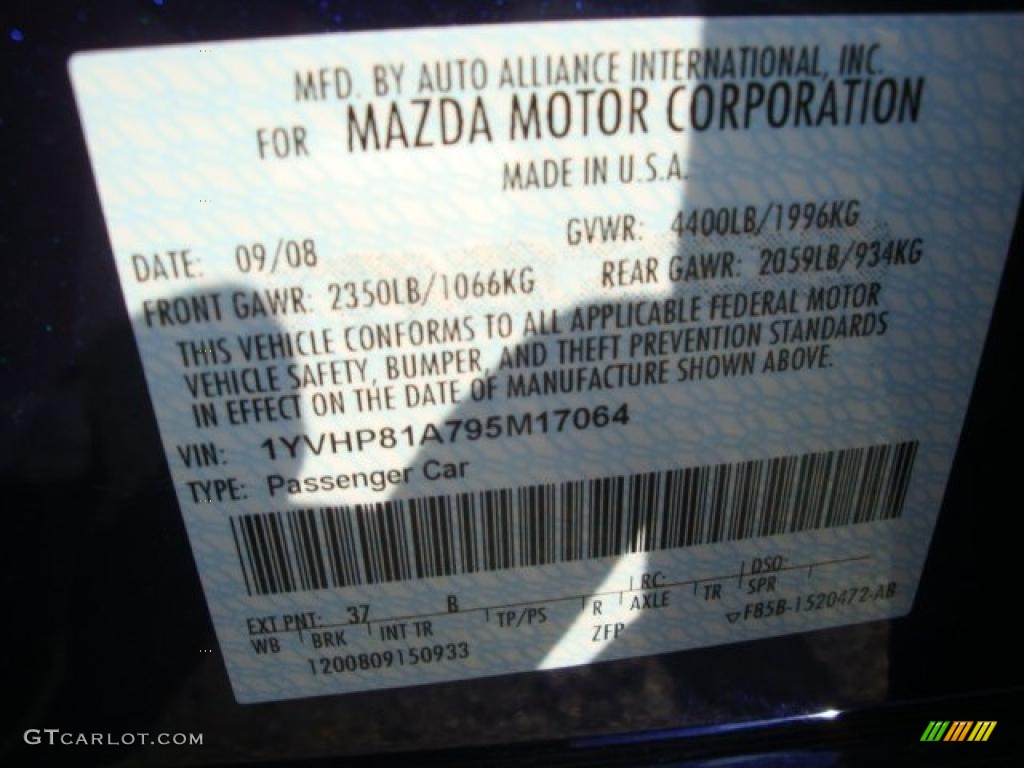 MFD. BY AUTO ALLIANCE INTERNATIONAL, INC.
FOR MAZDA MOTOR CORPORATION
MADE IN U.S.A.
DATE: 09/08 GVWR: 4400LB/1996KG
FRONT GAWR: 2350LB/1066KG REAR GAWR: 2059LB/934KG
THIS VEHICLE CONFORMS TO ALL APPLICABLE FEDERAL MOTOR
VEHICLE SAFETY, BUMPER, AND THEFT PREVENTION STANDARDS
IN EFFECT ON THE DATE OF MANUFACTURE SHOWN ABOVE.
VIN: 1YVHP81A795M17064
TYPE: Passenger Car
EXT PNT: 37 B RC: DSO:
WB BRK INT TR TP/PS R AXLE TR SPR
1200809150933 ZFP F85B-1520472-AB
GTCARLOT.COM